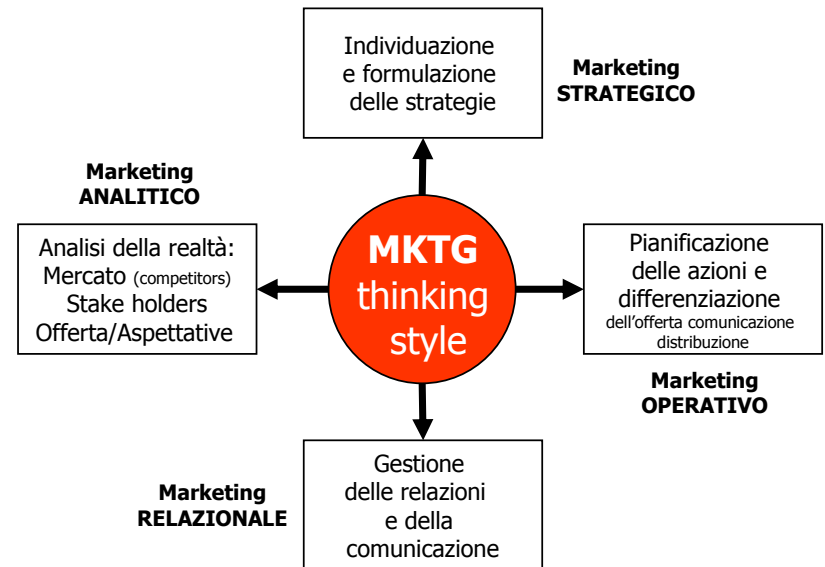 Individuazione
e formulazione
delle strategie
Marketing
STRATEGICO
Marketing
ANALITICO
Analisi della realtà:
Mercato (competitors)
Stake holders
Offerta/Aspettative
MKTG
thinking
style
Pianificazione
delle azioni e
differenziazione
dell'offerta comunicazione
distribuzione
Marketing
OPERATIVO
Marketing
RELAZIONALE
Gestione
delle relazioni
e della
comunicazione